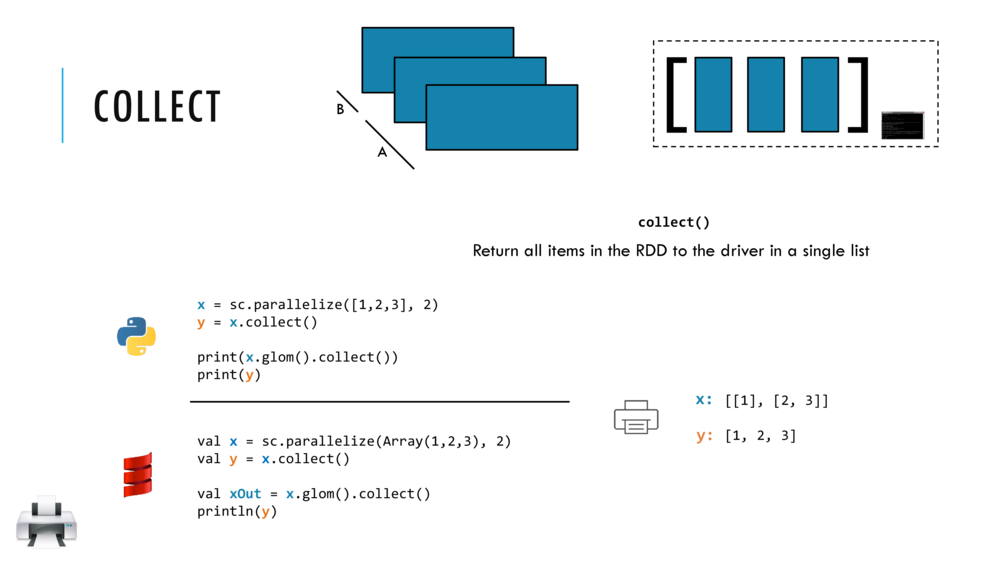 COLLECT
B
A
collect()
Return all items in the RDD to the driver in a single list
x = sc.parallelize([1,2,3], 2)
y = x.collect()
print(x.glom().collect())
print(y)
x: [[1], [2, 3]]
y: [1, 2, 3]
val x = sc.parallelize(Array(1,2,3), 2)
val y = x.collect()
val xOut = x.glom().collect()
println(y)